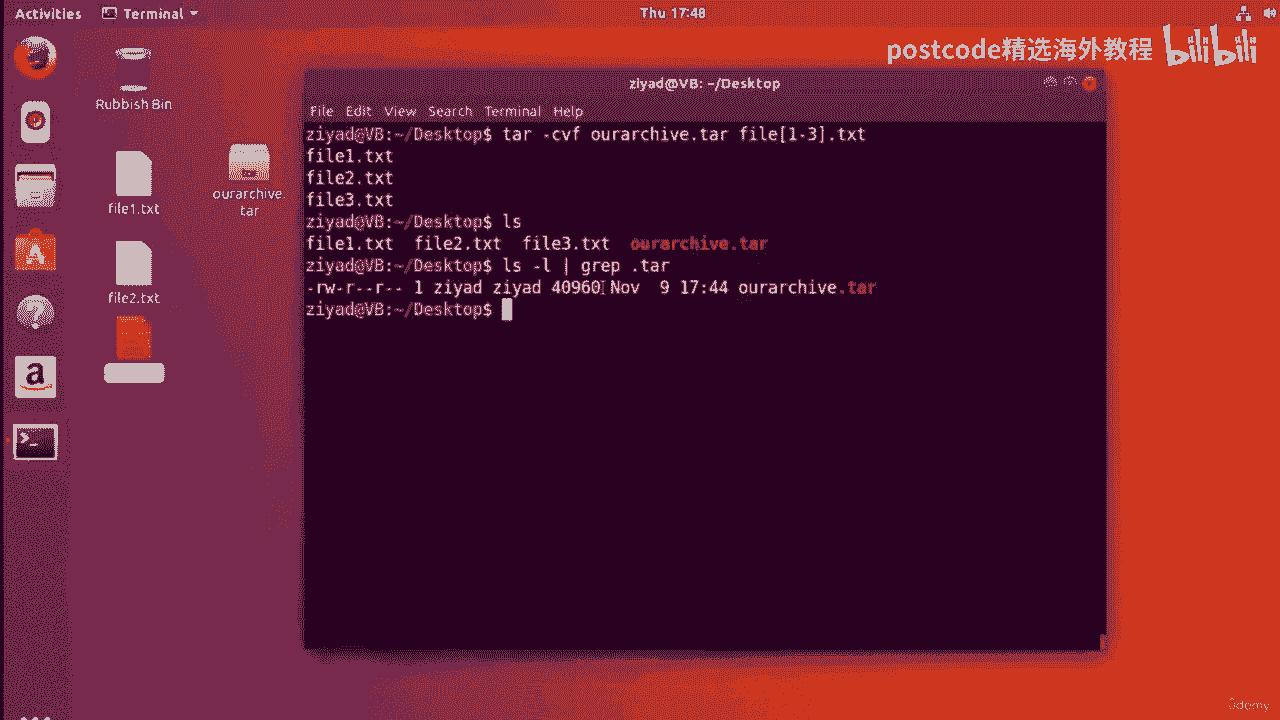 Activities Terminal Thu 17:48
postcode精选海外教程 bilibili
Rubbish Bin
file1.txt
ourarchive.
tar
file2.txt
ziyad@VB: ~/Desktop
File Edit View Search Terminal Help
ziyad@VB:~/Desktop$ tar -cvf ourarchive.tar file[1-3].txt
file1.txt
file2.txt
file3.txt
ziyad@VB:~/Desktop$ ls
file1.txt file2.txt file3.txt ourarchive.tar
ziyad@VB:~/Desktop$ ls -l | grep .tar
-rw-r--r-- 1 ziyad ziyad 40960 Nov 9 17:44 ourarchive.tar
ziyad@VB:~/Desktop$
Udemy